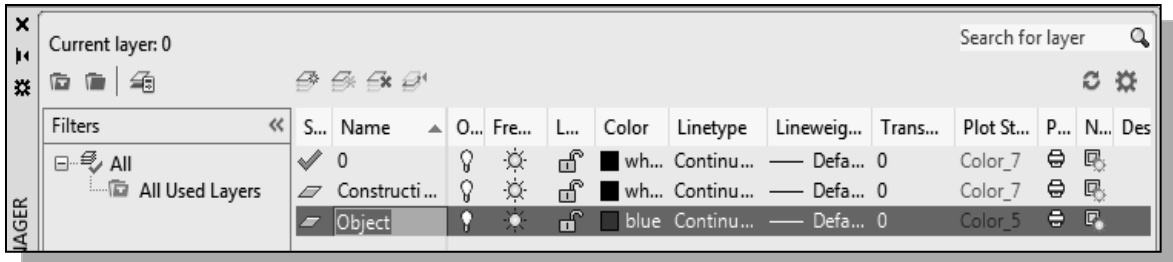 Current layer: 0
Search for layer
Filters
S... Name O... Fre... L... Color Linetype Lineweig... Trans... Plot St... P... N... Des
All
All Used Layers
0 wh... Continu... Defa... 0 Color_7
Constructi... wh... Continu... Defa... 0 Color_7
Object blue Continu... Defa... 0 Color_5
NAGER